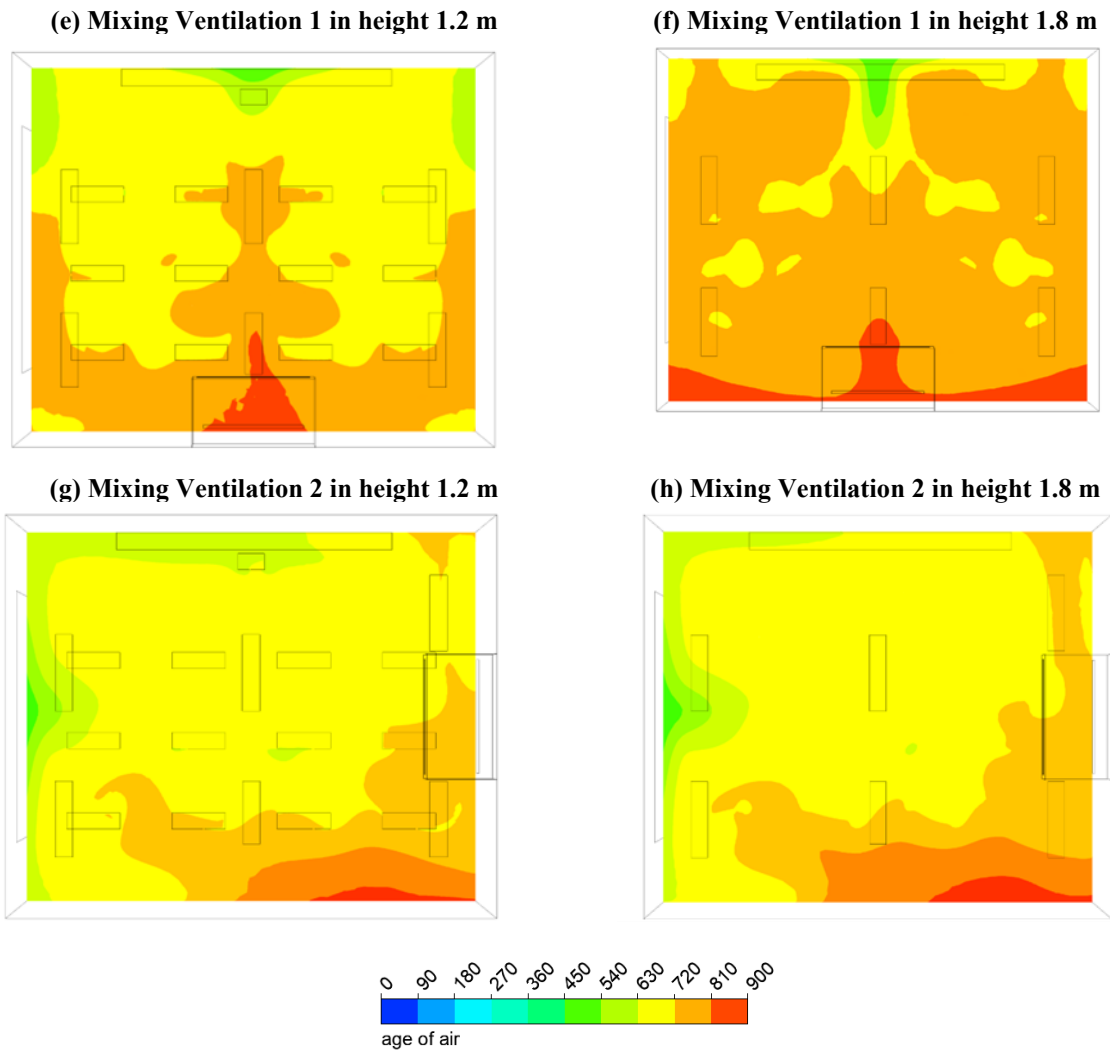 (e) Mixing Ventilation 1 in height 1.2 m
(f) Mixing Ventilation 1 in height 1.8 m
(g) Mixing Ventilation 2 in height 1.2 m
(h) Mixing Ventilation 2 in height 1.8 m
0 90 180 270 360 450 540 630 720 810 900
age of air